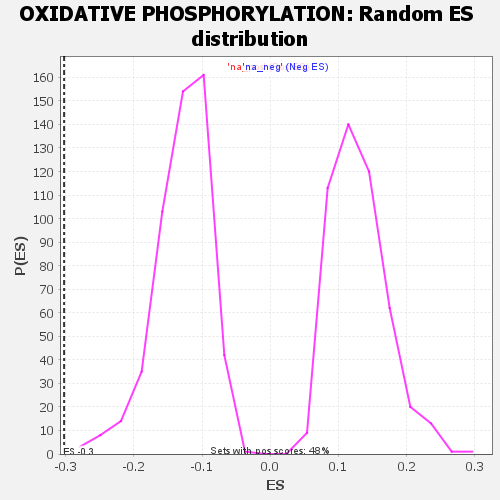 OXIDATIVE PHOSPHORYLATION: Random ES
distribution
'na'na_neg' (Neg ES)
160
150
140
130
120
110
100
90
80
70
60
50
40
30
20
10
0
P(ES)
ES -0.3
Sets with pos scores: 48%
-0.3 -0.2 -0.1 0.0 0.1 0.2 0.3
ES